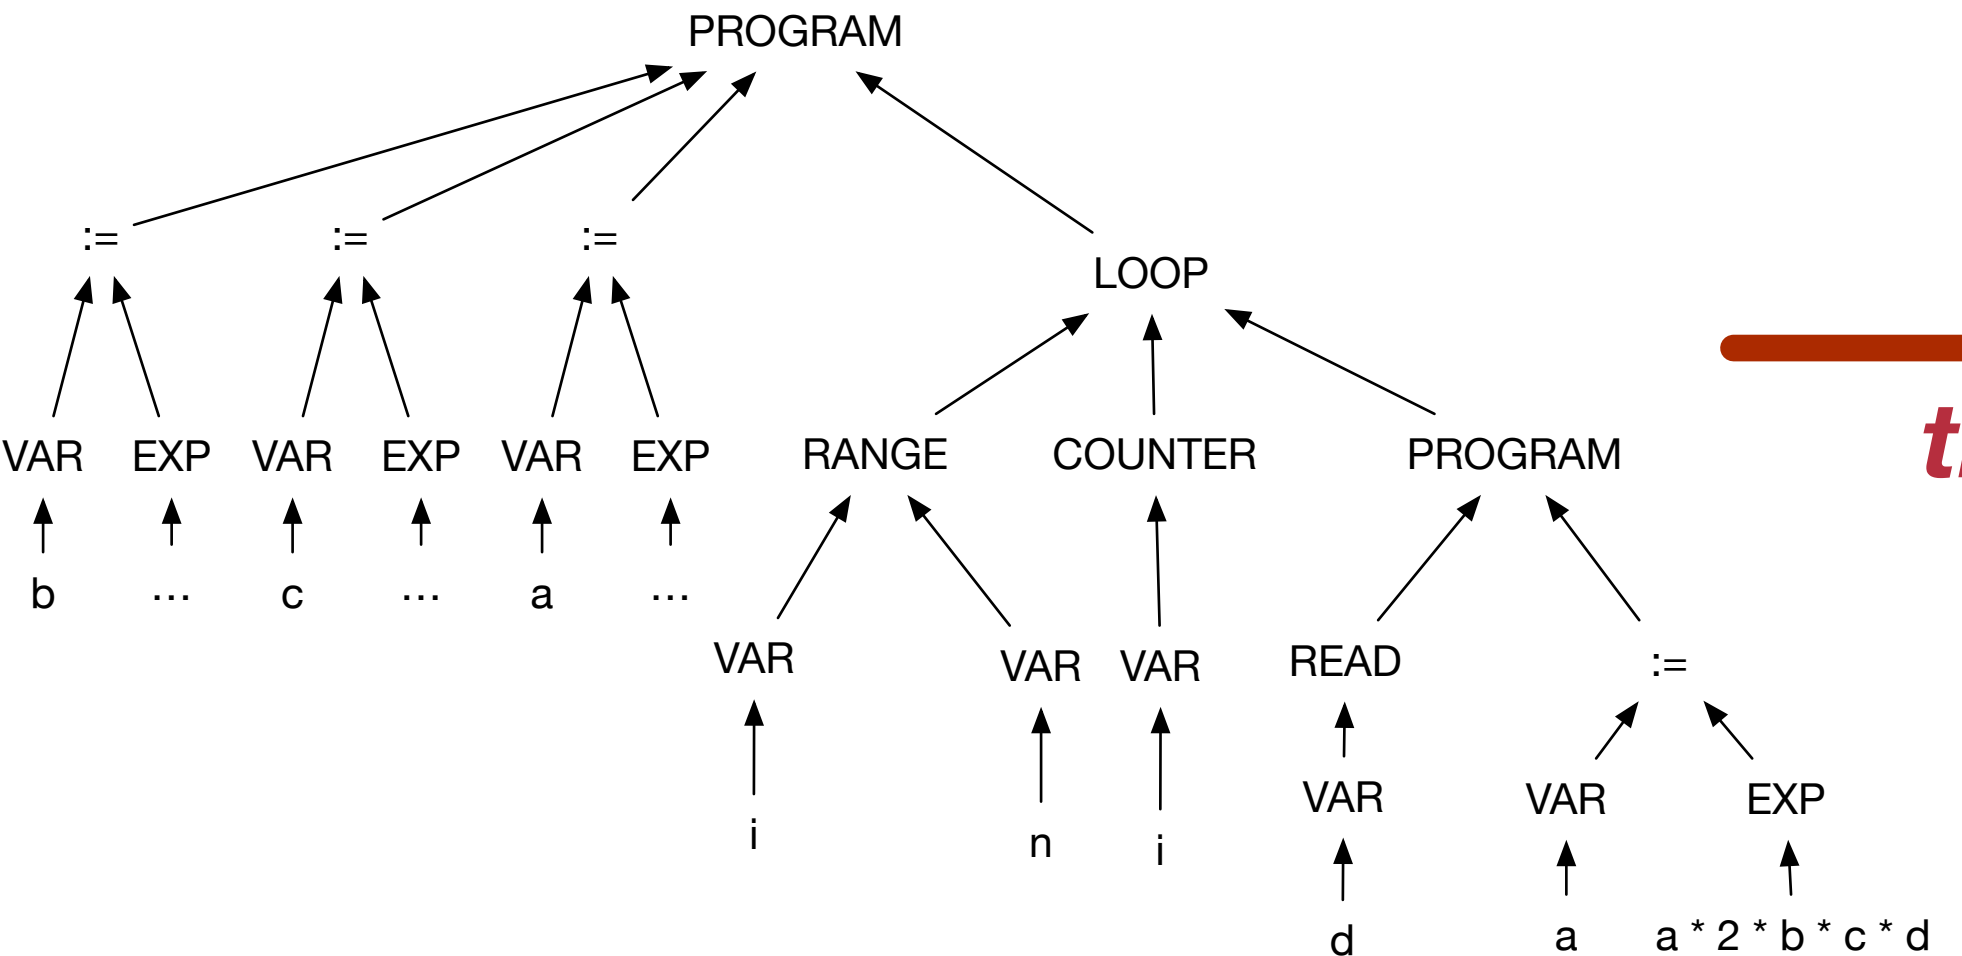 PROGRAM
:= := :=
LOOP
VAR EXP VAR EXP VAR EXP RANGE COUNTER PROGRAM
b ... c ... a ...
VAR VAR VAR READ :=
i n i VAR VAR EXP
d a a * 2 * b * c * d